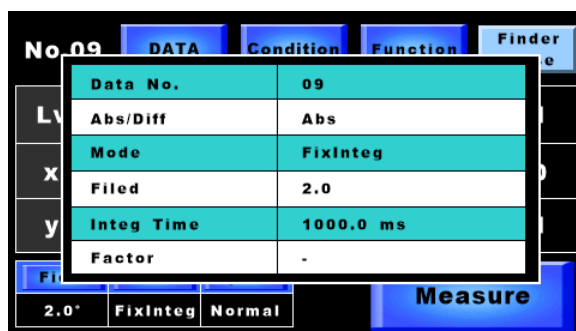 No.09 DATA Condition Function Finder
Data No. 09
Abs/Diff Abs
Mode FixInteg
Filed 2.0
Integ Time 1000.0 ms
Factor -
x
y
2.0° FixInteg Normal
Measure